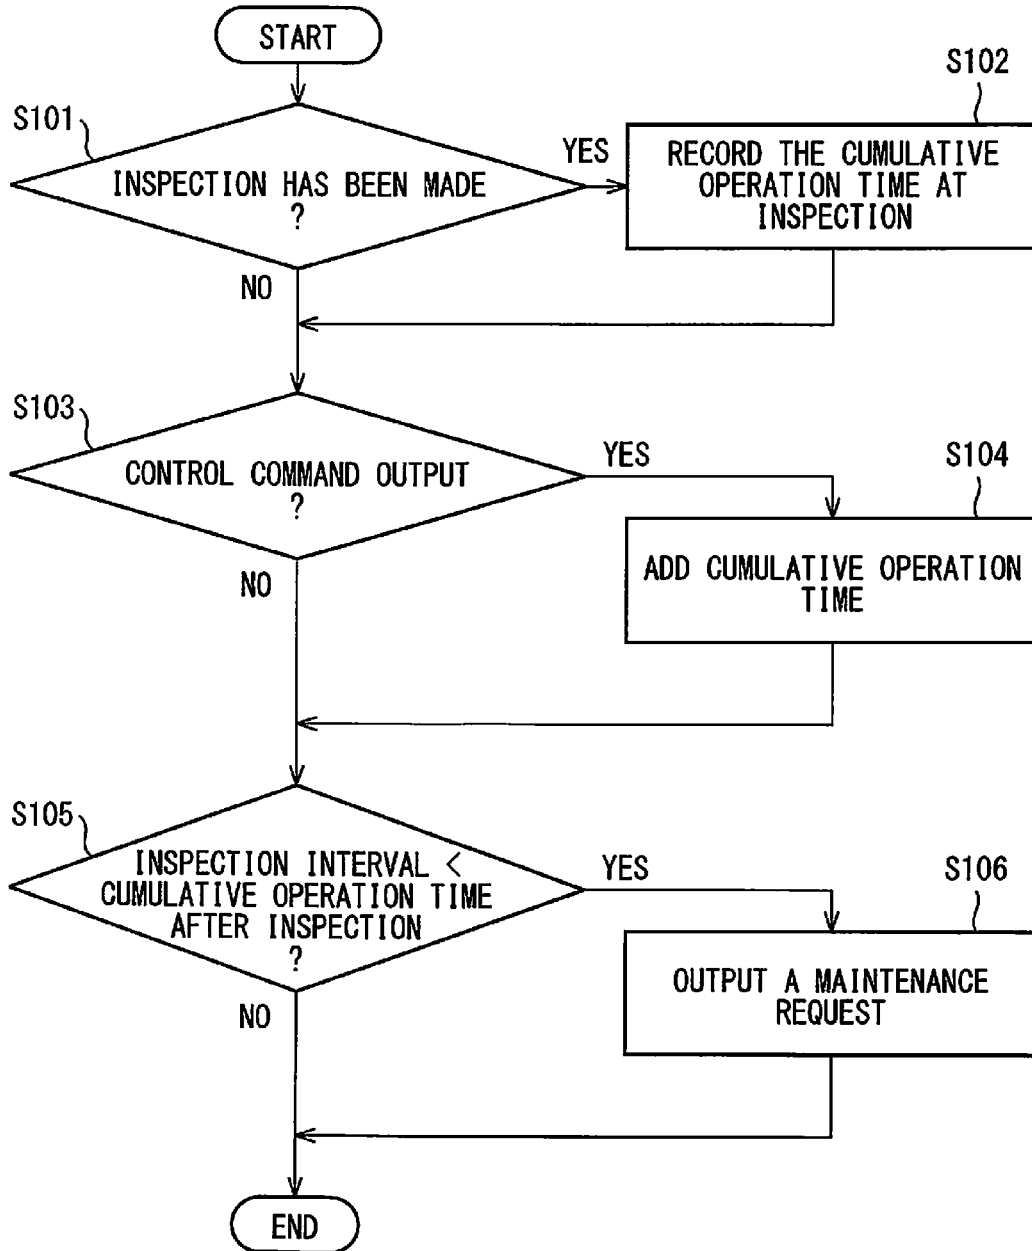 START
S101
INSPECTION HAS BEEN MADE
?
YES
S102
RECORD THE CUMULATIVE
OPERATION TIME AT
INSPECTION
NO
S103
CONTROL COMMAND OUTPUT
?
YES
S104
ADD CUMULATIVE OPERATION
TIME
NO
S105
INSPECTION INTERVAL <
CUMULATIVE OPERATION TIME
AFTER INSPECTION
?
YES
S106
OUTPUT A MAINTENANCE
REQUEST
NO
END